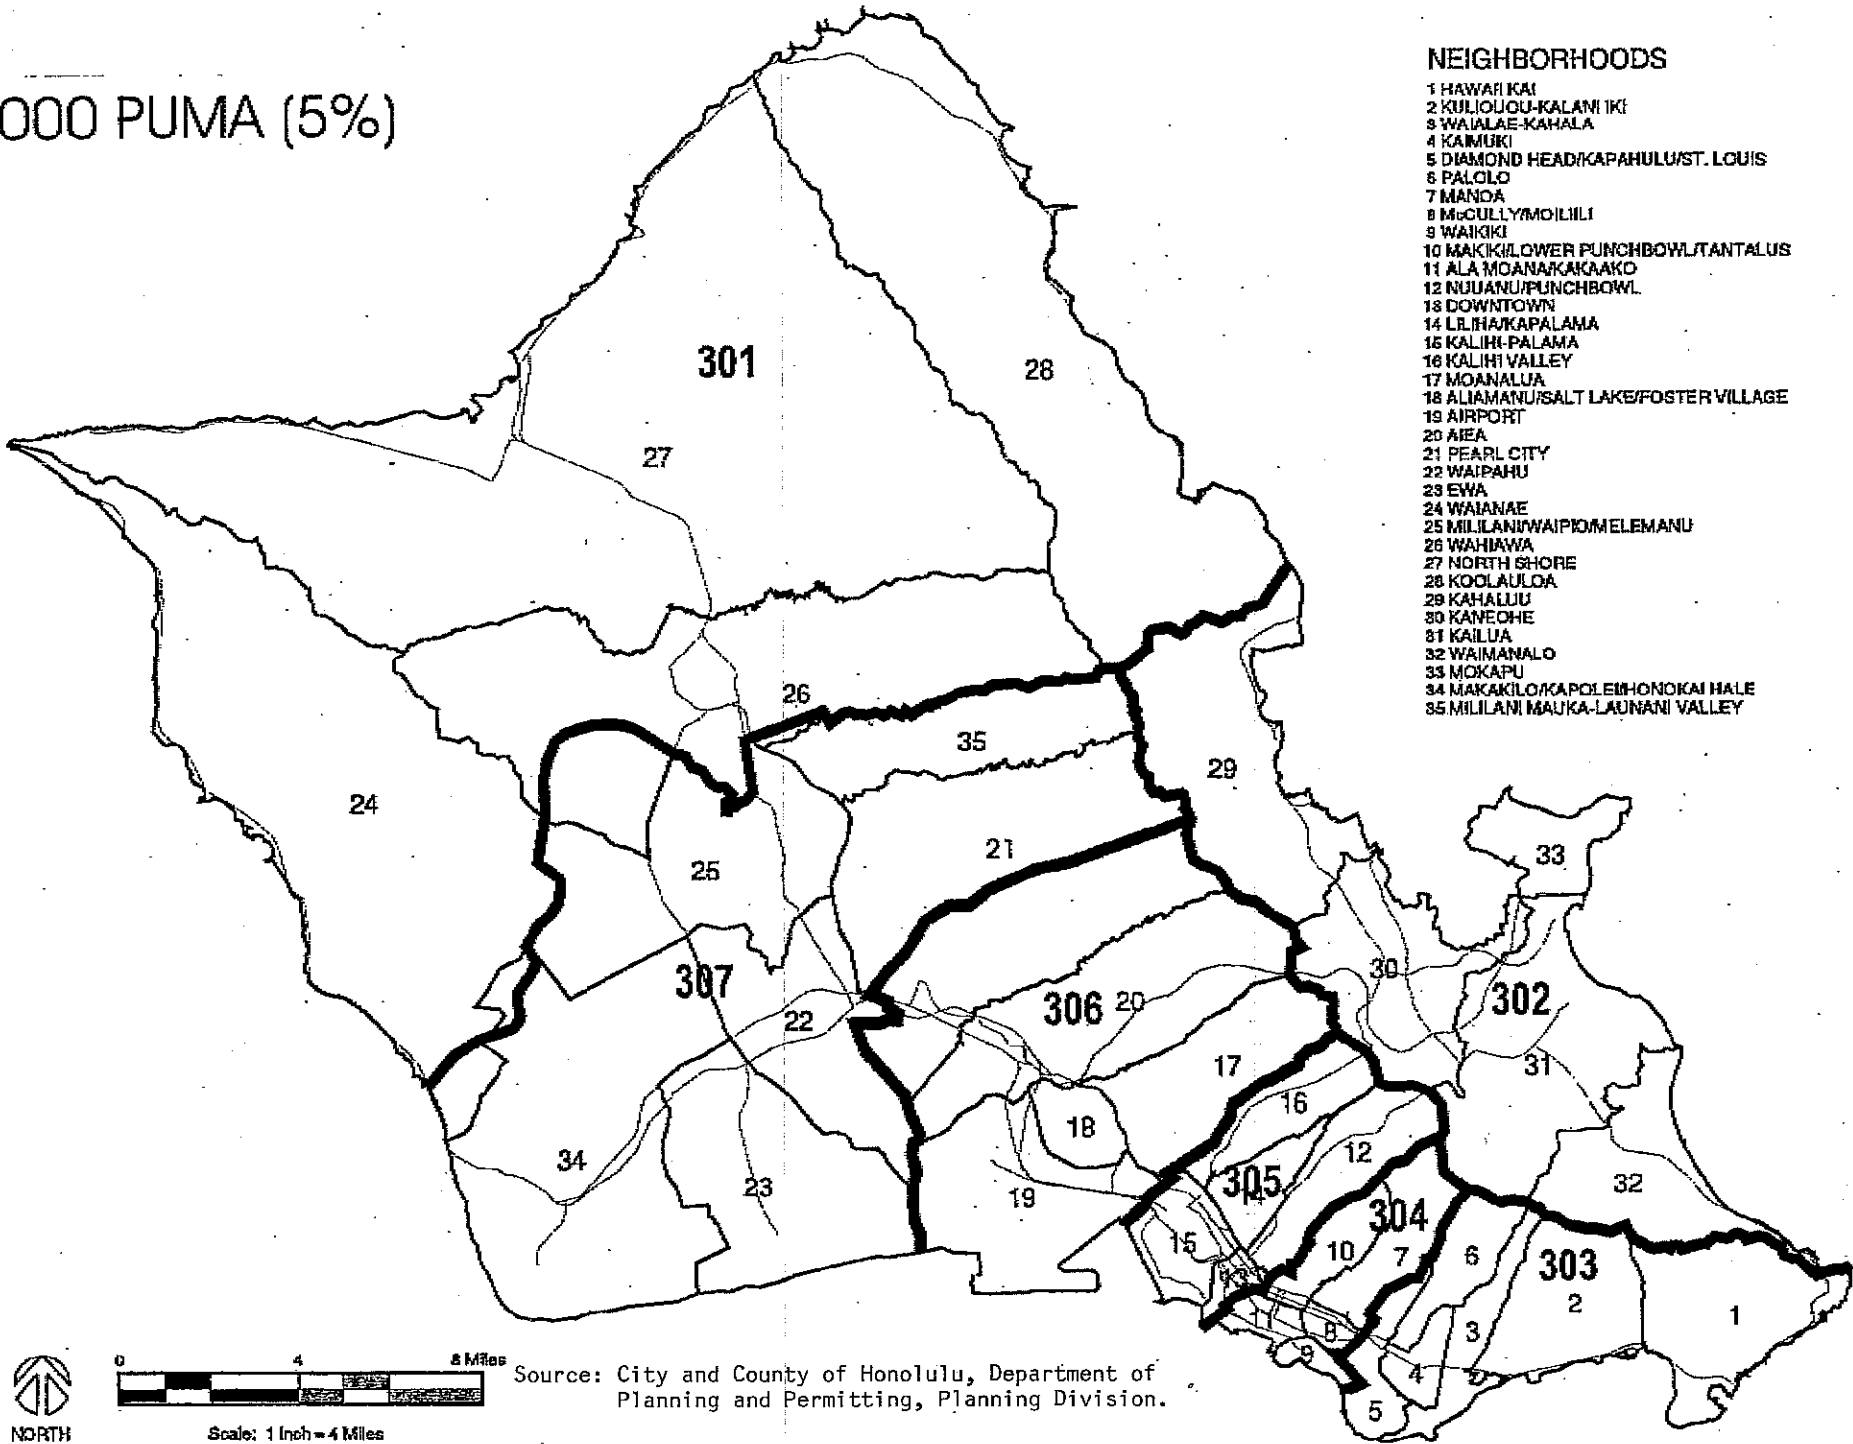 000 PUMA (5%)
NEIGHBORHOODS
1 HAWAII KAI
2 KULIOUOU-KALANI IKI
3 WAIALAE-KAHALA
4 KAIMUKI
5 DIAMOND HEAD/KAPAHULU/ST. LOUIS
6 PALOLO
7 MANOA
8 McCULLY/MOILIILI
9 WAIKIKI
10 MAKIKI/LOWER PUNCHBOWL/TANTALUS
11 ALA MOANA/KAKAAKO
12 NUUANU/PUNCHBOWL
13 DOWNTOWN
14 LILIHA/KAPALAMA
15 KALIHI-PALAMA
16 KALIHI VALLEY
17 MOANALUA
18 ALIAMANU/SALT LAKE/FOSTER VILLAGE
19 AIRPORT
20 AIEA
21 PEARL CITY
22 WAIPAHU
23 EWA
24 WAIANAE
25 MILILANI/WAIPIO/MELEMANU
26 WAHIAWA
27 NORTH SHORE
28 KOOLAULOA
29 KAHALUU
30 KANEOHE
31 KAILUA
32 WAIMANALO
33 MOKAPU
34 MAKAKILO/KAPOLEI/HONOKAI HALE
35 MILILANI MAUKA-LAUNANI VALLEY
301
28
27
26
35
29
24
21
25
33
307
30
302
306
20
22
31
17
16
18
12
34
305
32
23
19
304
15
10
7
6
303
2
1
13
11
8
3
9
4
5
0 4 8 Miles
Scale: 1 Inch = 4 Miles
NORTH
Source: City and County of Honolulu, Department of
Planning and Permitting, Planning Division.